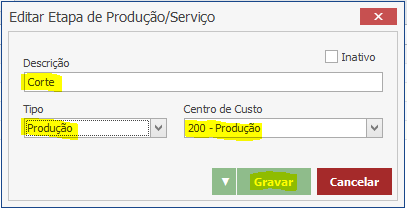 Editar Etapa de Produção/Serviço
Inativo
Descrição
Corte
Tipo Centro de Custo
Produção 200 - Produção
Gravar Cancelar